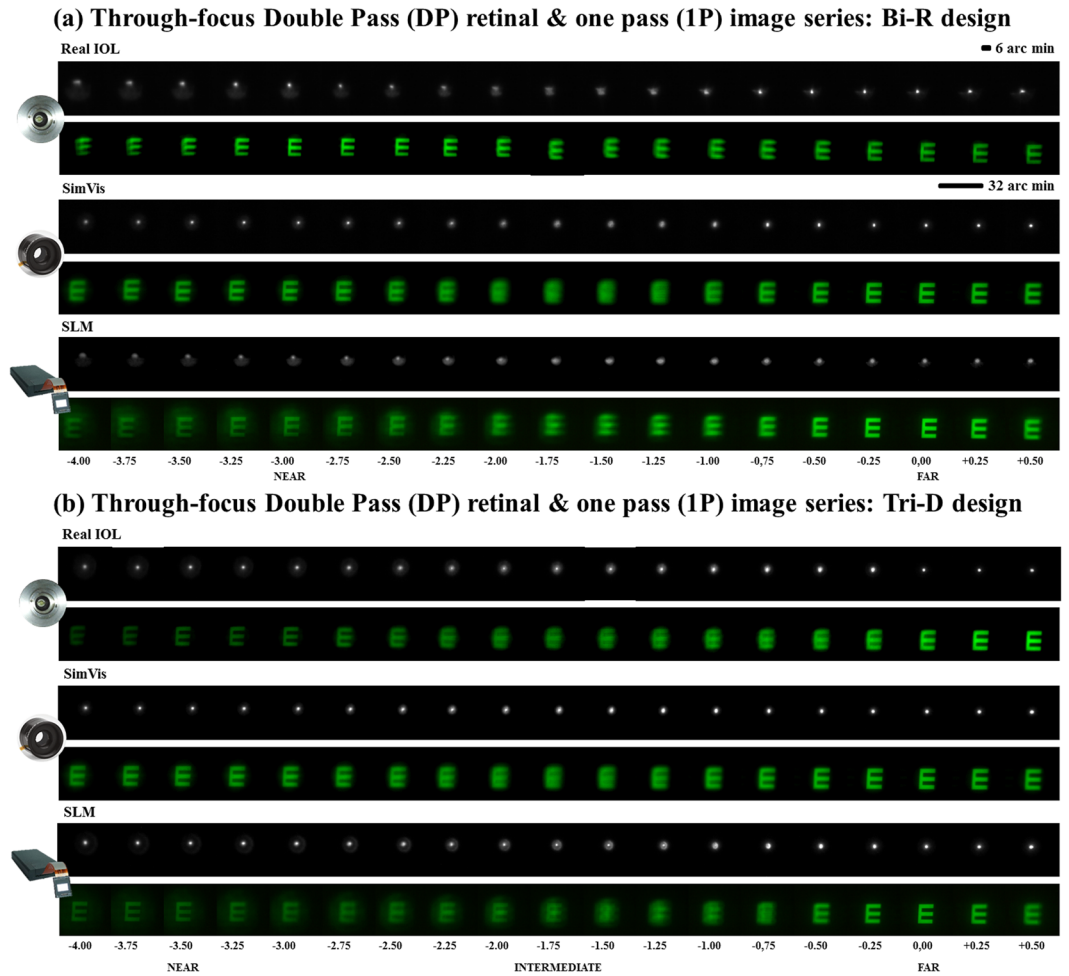 (a) Through-focus Double Pass (DP) retinal & one pass (1P) image series: Bi-R design
Real IOL
6 arc min
E E E E E E E E E E E E E E E E E E E
SimVis
32 arc min
E E E E E E E E E E E E E E E E E E E
SLM
E E E E E E E E E E E E E E E E E E E
-4.00 -3.75 -3.50 -3.25 -3.00 -2.75 -2.50 -2.25 -2.00 -1.75 -1.50 -1.25 -1.00 -0,75 -0.50 -0.25 0,00 +0.25 +0.50
NEAR FAR
(b) Through-focus Double Pass (DP) retinal & one pass (1P) image series: Tri-D design
Real IOL
E E E E E E E E E E E E E E E E E E E
SimVis
E E E E E E E E E E E E E E E E E E E
SLM
E E E E E E E E E E E E E E E E E E E
-4.00 -3.75 -3.50 -3.25 -3.00 -2.75 -2.50 -2.25 -2.00 -1.75 -1.50 -1.25 -1.00 -0,75 -0.50 -0.25 0,00 +0.25 +0.50
NEAR INTERMEDIATE FAR